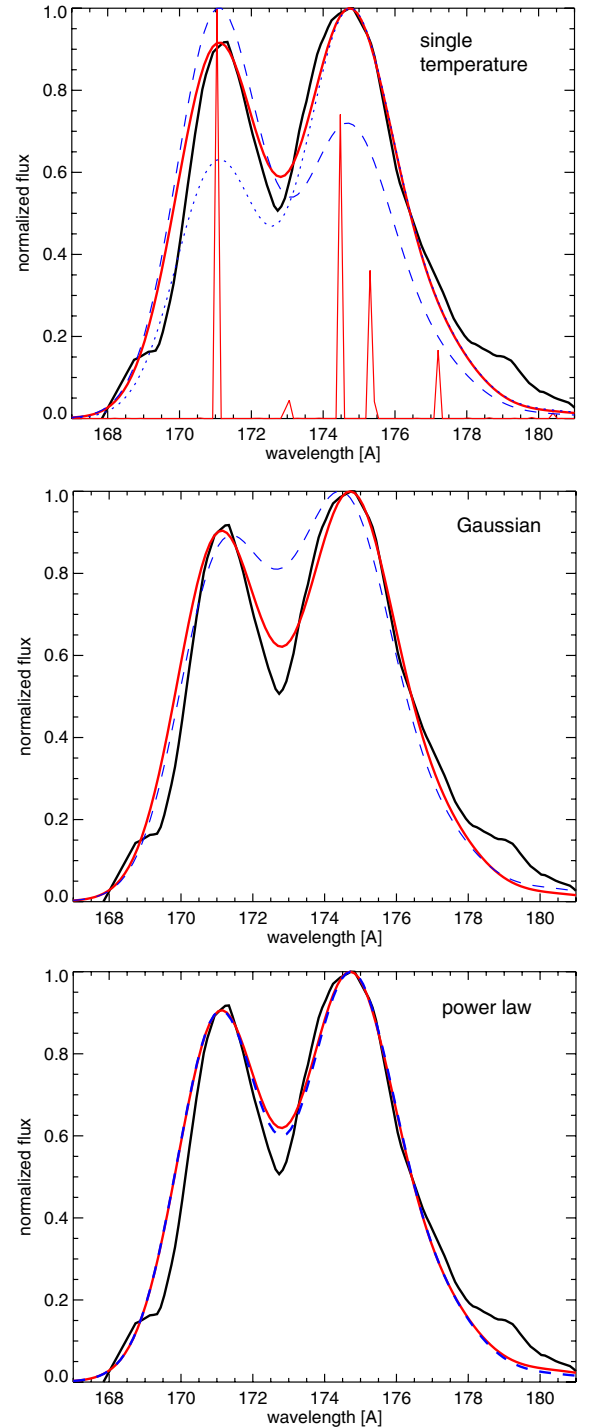 single
temperature
normalized flux
1.0
0.8
0.6
0.4
0.2
0.0
168 170 172 174 176 178 180
wavelength [A]
Gaussian
normalized flux
1.0
0.8
0.6
0.4
0.2
0.0
168 170 172 174 176 178 180
wavelength [A]
power law
normalized flux
1.0
0.8
0.6
0.4
0.2
0.0
168 170 172 174 176 178 180
wavelength [A]